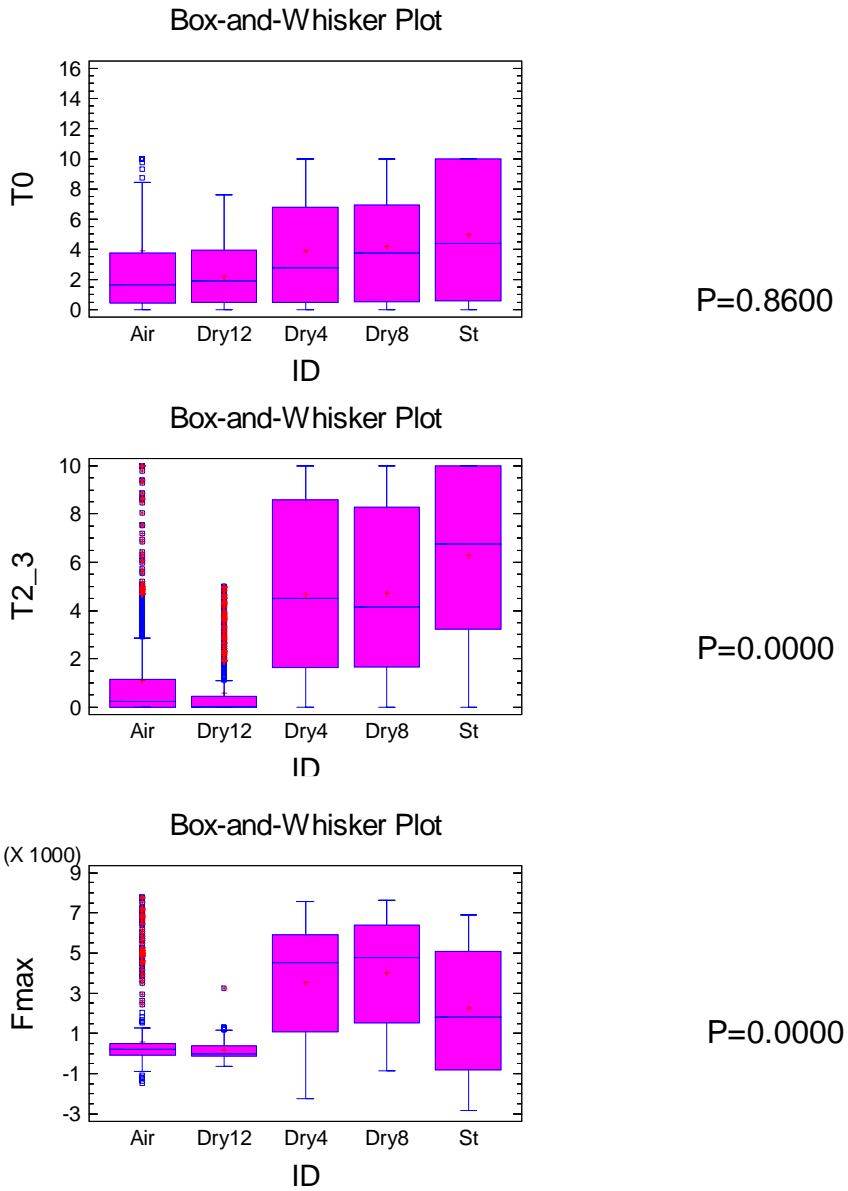 Box-and-Whisker Plot
16
14
12
10
8
6
4
2
0
T0
Air Dry12 Dry4 Dry8 St
ID
P=0.8600
Box-and-Whisker Plot
10
8
6
4
2
0
T2_3
Air Dry12 Dry4 Dry8 St
ID
P=0.0000
Box-and-Whisker Plot
(X 1000)
9
7
5
3
1
-1
-3
Fmax
Air Dry12 Dry4 Dry8 St
ID
P=0.0000